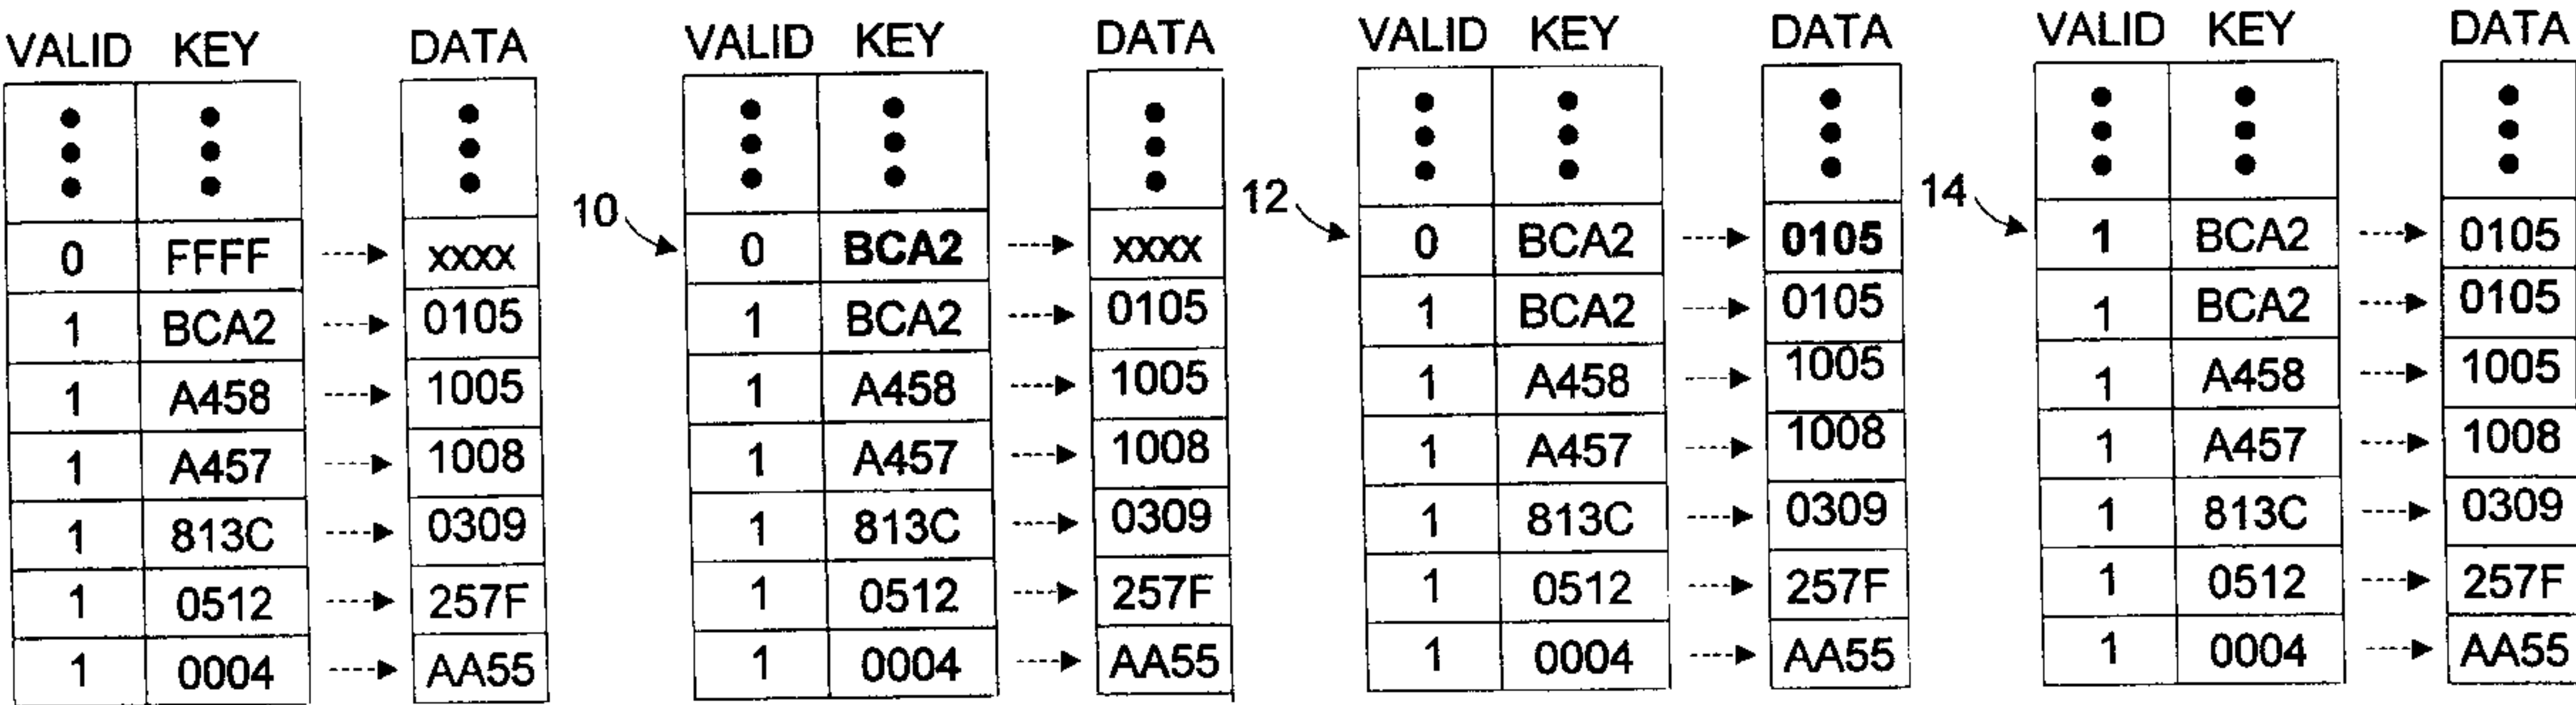 VALID KEY DATA
0 FFFF xxxx
1 BCA2 0105
1 A458 1005
1 A457 1008
1 813C 0309
1 0512 257F
1 0004 AA55
10
VALID KEY DATA
0 BCA2 xxxx
1 BCA2 0105
1 A458 1005
1 A457 1008
1 813C 0309
1 0512 257F
1 0004 AA55
12
VALID KEY DATA
0 BCA2 0105
1 BCA2 0105
1 A458 1005
1 A457 1008
1 813C 0309
1 0512 257F
1 0004 AA55
14
VALID KEY DATA
1 BCA2 0105
1 BCA2 0105
1 A458 1005
1 A457 1008
1 813C 0309
1 0512 257F
1 0004 AA55